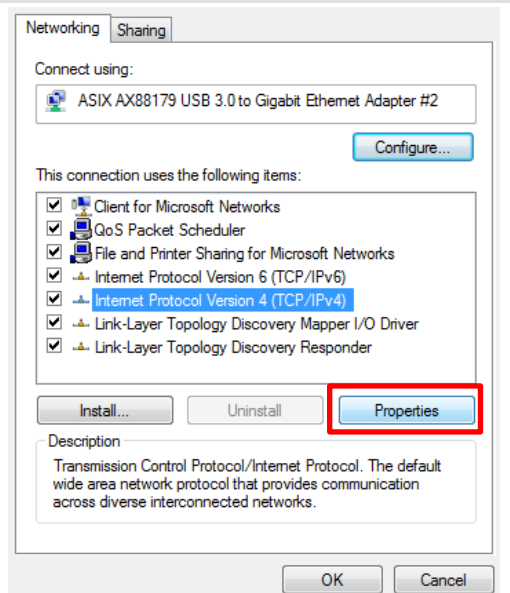 Networking Sharing
Connect using:
ASIX AX88179 USB 3.0 to Gigabit Ethernet Adapter #2
Configure...
This connection uses the following items:
Client for Microsoft Networks
QoS Packet Scheduler
File and Printer Sharing for Microsoft Networks
Internet Protocol Version 6 (TCP/IPv6)
Internet Protocol Version 4 (TCP/IPv4)
Link-Layer Topology Discovery Mapper I/O Driver
Link-Layer Topology Discovery Responder
Install... Uninstall Properties
Description
Transmission Control Protocol/Internet Protocol. The default
wide area network protocol that provides communication
across diverse interconnected networks.
OK Cancel